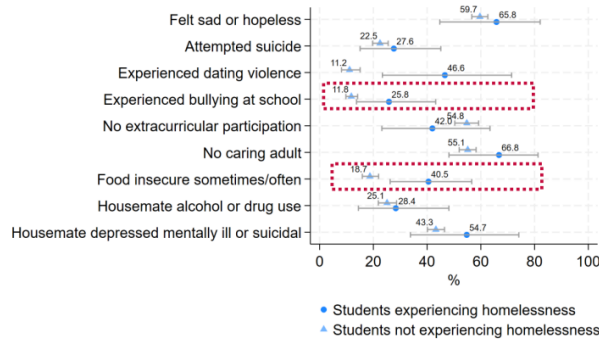 Felt sad or hopeless 59.7 65.8
Attempted suicide 22.5 27.6
Experienced dating violence 11.2 46.6
Experienced bullying at school 11.8 25.8
No extracurricular participation 42.0 54.8
No caring adult 55.1 66.8
Food insecure sometimes/often 18.7 40.5
Housemate alcohol or drug use 25.1 28.4
Housemate depressed mentally ill or suicidal 43.3 54.7
0 20 40 60 80 100
%
Students experiencing homelessness
Students not experiencing homelessness